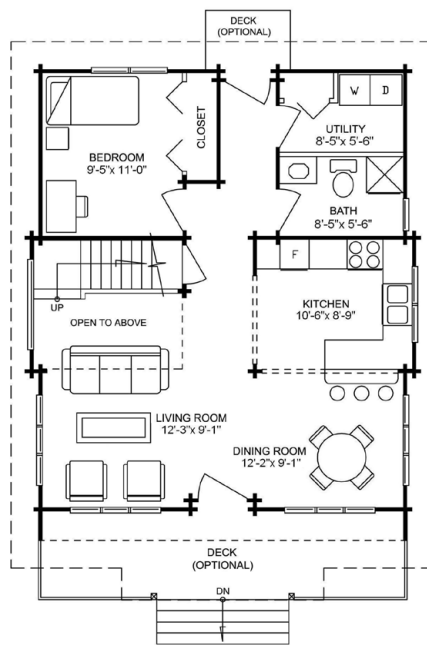 DECK
(OPTIONAL)
W D
CLOSET
UTILITY
8'-5"x 5'-6"
BEDROOM
9'-5"x 11'-0"
BATH
8'-5"x 5'-6"
F
UP
KITCHEN
10'-6"x 8'-9"
OPEN TO ABOVE
LIVING ROOM
12'-3"x 9'-1"
DINING ROOM
12'-2"x 9'-1"
DECK
(OPTIONAL)
DN